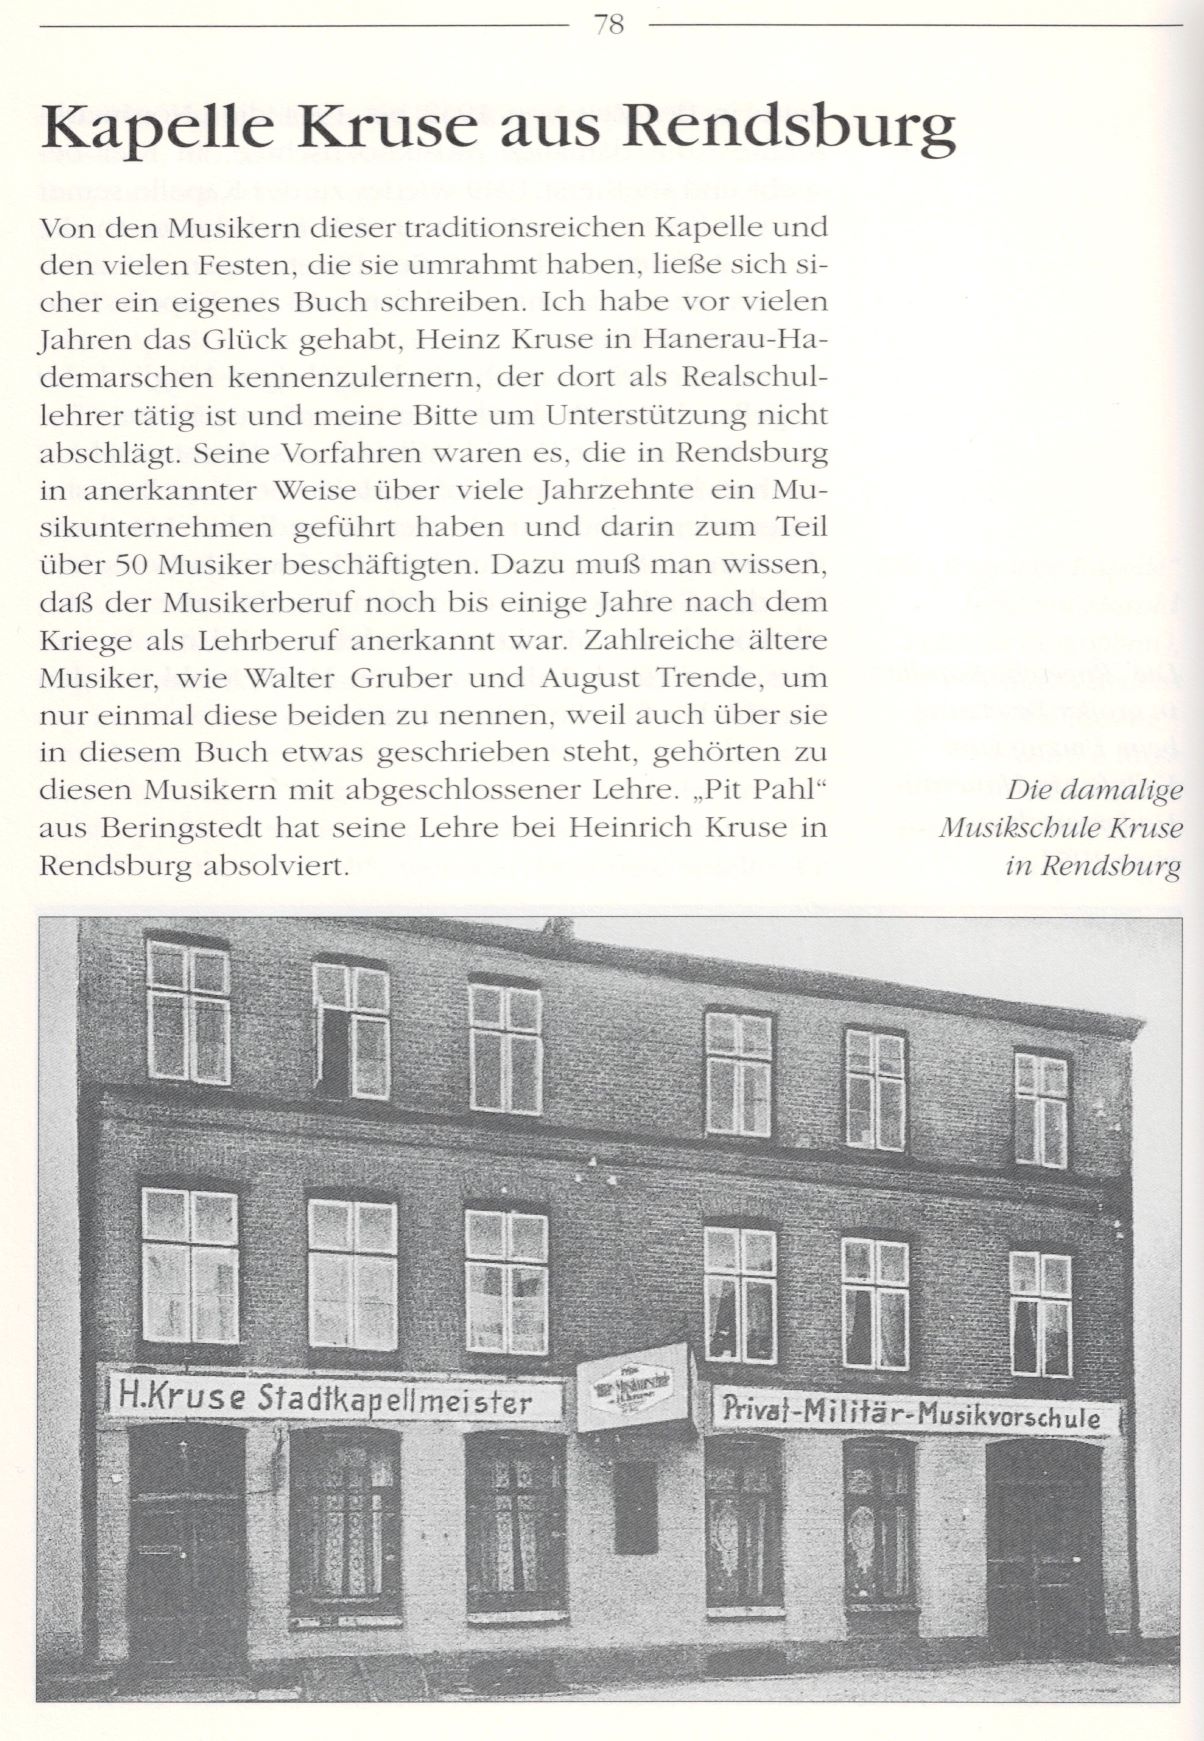 78
Kapelle Kruse aus Rendsburg
Von den Musikern dieser traditionsreichen Kapelle und
den vielen Festen, die sie umrahmt haben, ließe sich si-
cher ein eigenes Buch schreiben. Ich habe vor vielen
Jahren das Glück gehabt, Heinz Kruse in Hanerau-Ha-
demarschen kennenzulernern, der dort als Realschul-
lehrer tätig ist und meine Bitte um Unterstützung nicht
abschlägt. Seine Vorfahren waren es, die in Rendsburg
in anerkannter Weise über viele Jahrzehnte ein Mu-
sikunternehmen geführt haben und darin zum Teil
über 50 Musiker beschäftigten. Dazu muß man wissen,
daß der Musikerberuf noch bis einige Jahre nach dem
Kriege als Lehrberuf anerkannt war. Zahlreiche ältere
Musiker, wie Walter Gruber und August Trende, um
nur einmal diese beiden zu nennen, weil auch über sie
in diesem Buch etwas geschrieben steht, gehörten zu
diesen Musikern mit abgeschlossener Lehre. „Pit Pahl“
aus Beringstedt hat seine Lehre bei Heinrich Kruse in
Rendsburg absolviert.
Die damalige
Musikschule Kruse
in Rendsburg
H.Kruse Stadtkapellmeister
Privat-Militär-Musikvorschule